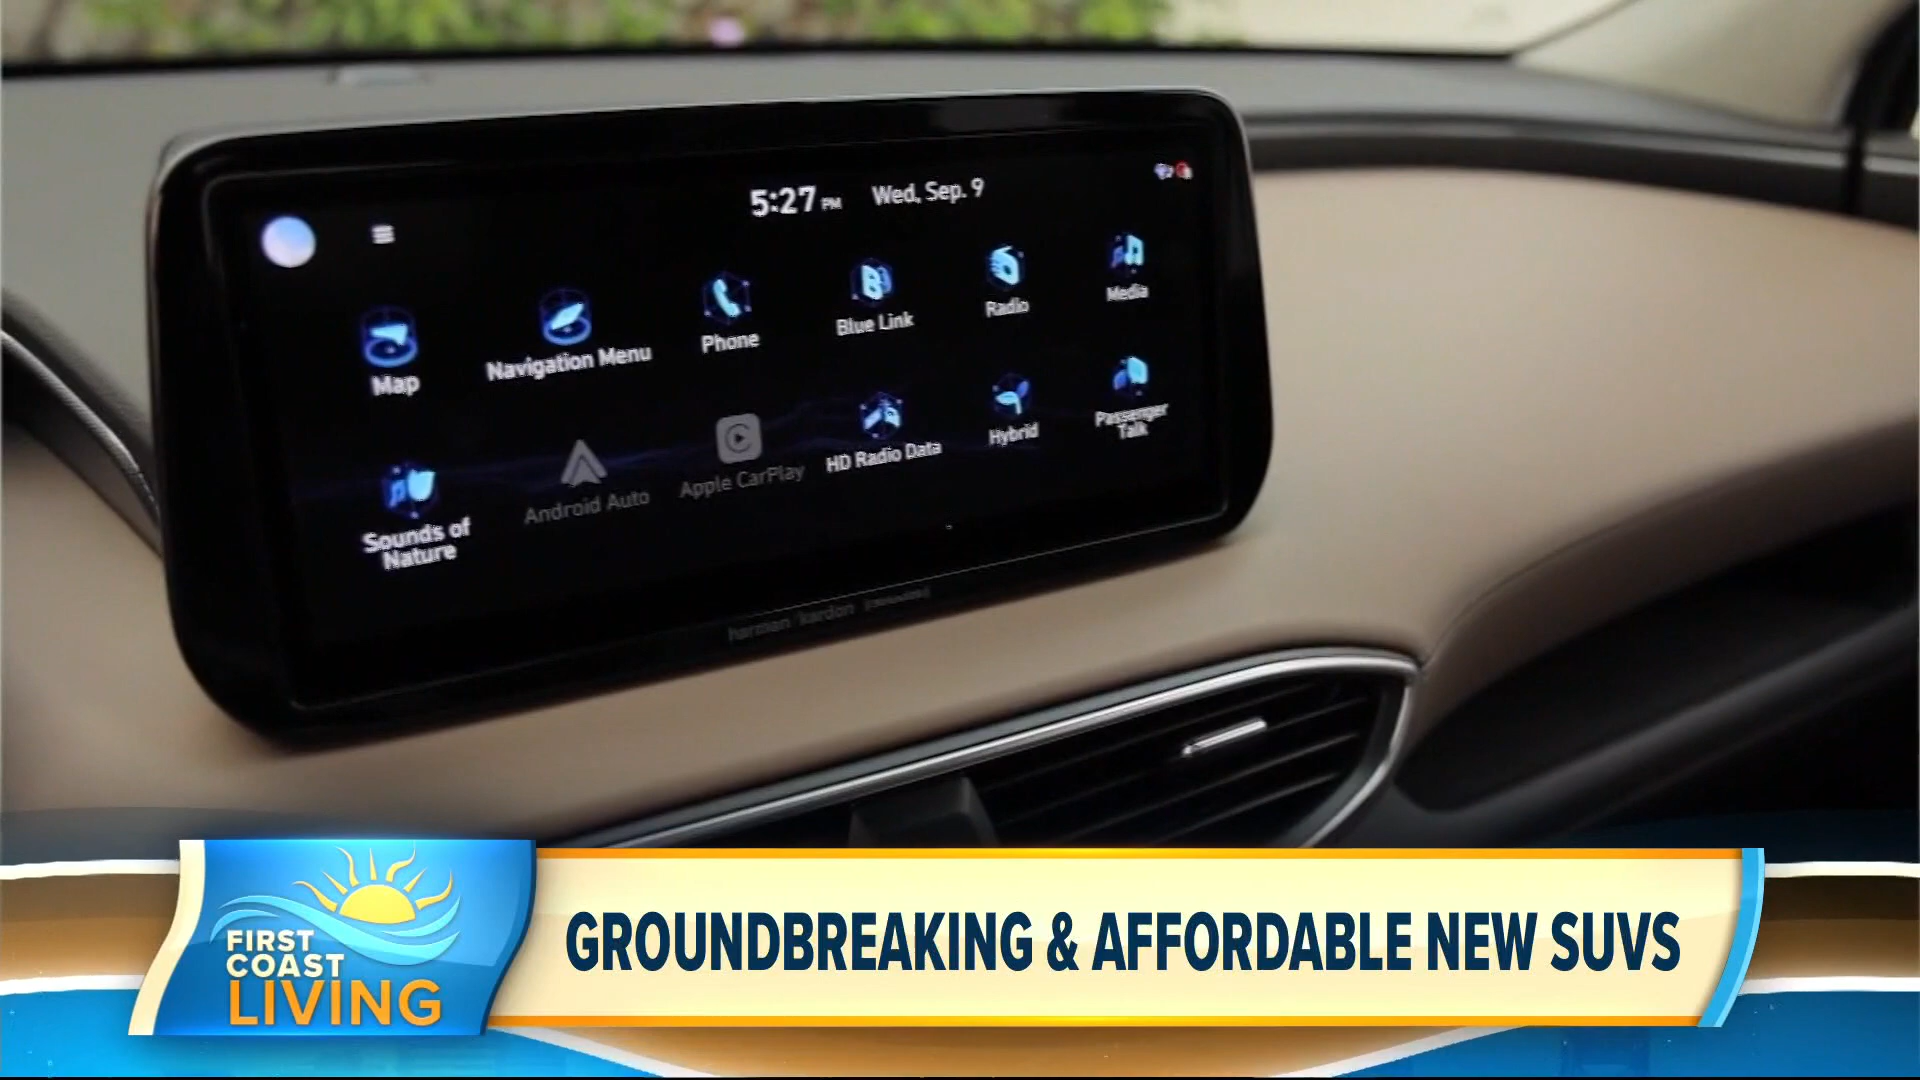 5:27 PM Wed, Sep. 9
Map
Navigation Menu
Phone
Blue Link
Radio
Media
Sounds of
Nature
Android Auto
Apple CarPlay
HD Radio Data
Hybrid
Passenger
Talk
harman/kardon
FIRST
COAST
LIVING
GROUNDBREAKING & AFFORDABLE NEW SUVS